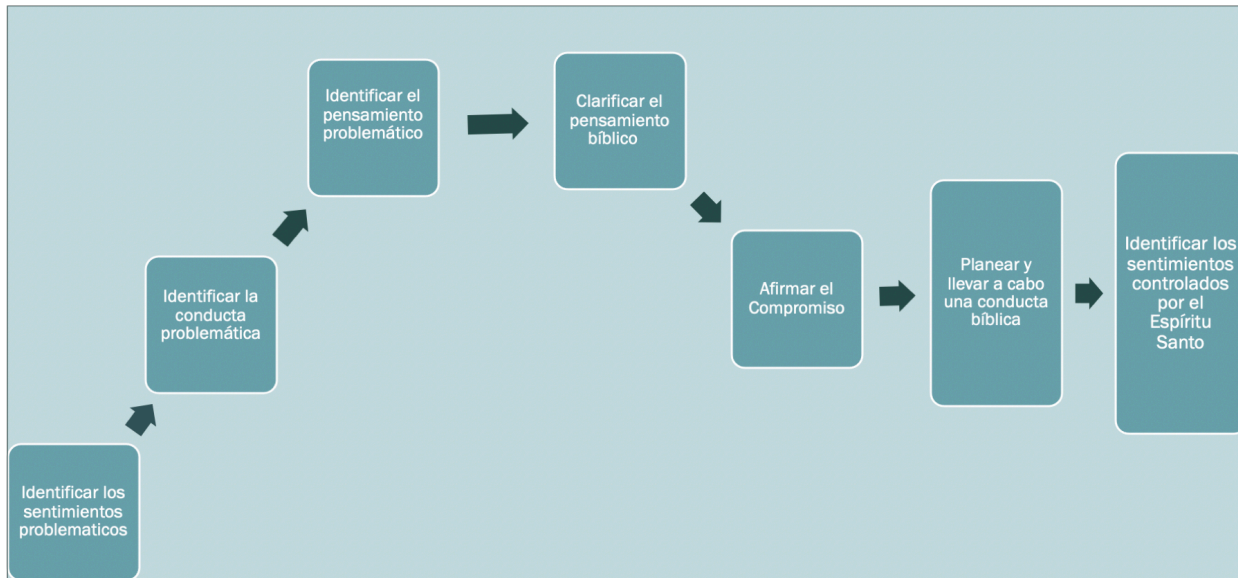 Identificar los
sentimientos
problematicos
Identificar la
conducta
problemática
Identificar el
pensamiento
problemático
Clarificar el
pensamiento
bíblico
Afirmar el
Compromiso
Planear y
llevar a cabo
una conducta
bíblica
Identificar los
sentimientos
controlados
por el
Espíritu
Santo